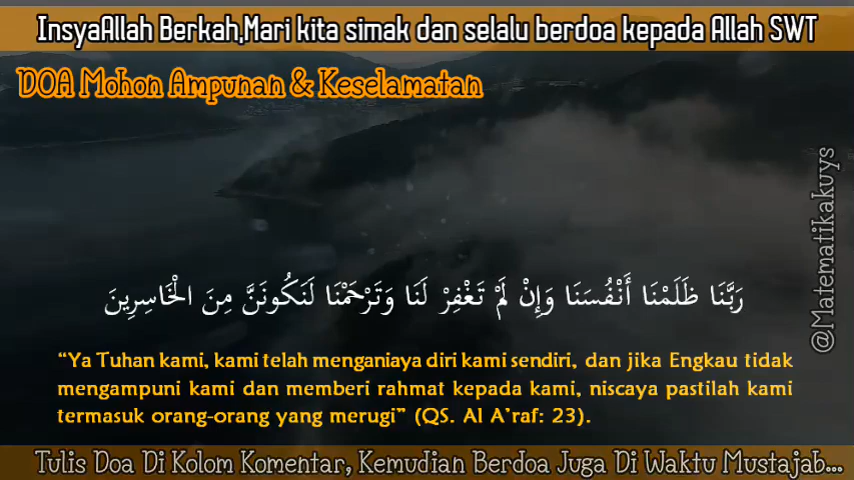 InsyaAllah Berkah,Mari kita simak dan selalu berdoa kepada Allah SWT
DOA Mohon Ampunan & Keselamatan
@Matematikakuys
رَبَّنَا ظَلَمْنَا أَنْفُسَنَا وَإِنْ لَمْ تَغْفِرْ لَنَا وَتَرْحَمْنَا لَنَكُونَنَّ مِنَ الْخَاسِرِينَ
“Ya Tuhan kami, kami telah menganiaya diri kami sendiri, dan jika Engkau tidak
mengampuni kami dan memberi rahmat kepada kami, niscaya pastilah kami
termasuk orang-orang yang merugi” (QS. Al A’raf: 23).
Tulis Doa Di Kolom Komentar, Kemudian Berdoa Juga Di Waktu Mustajab...